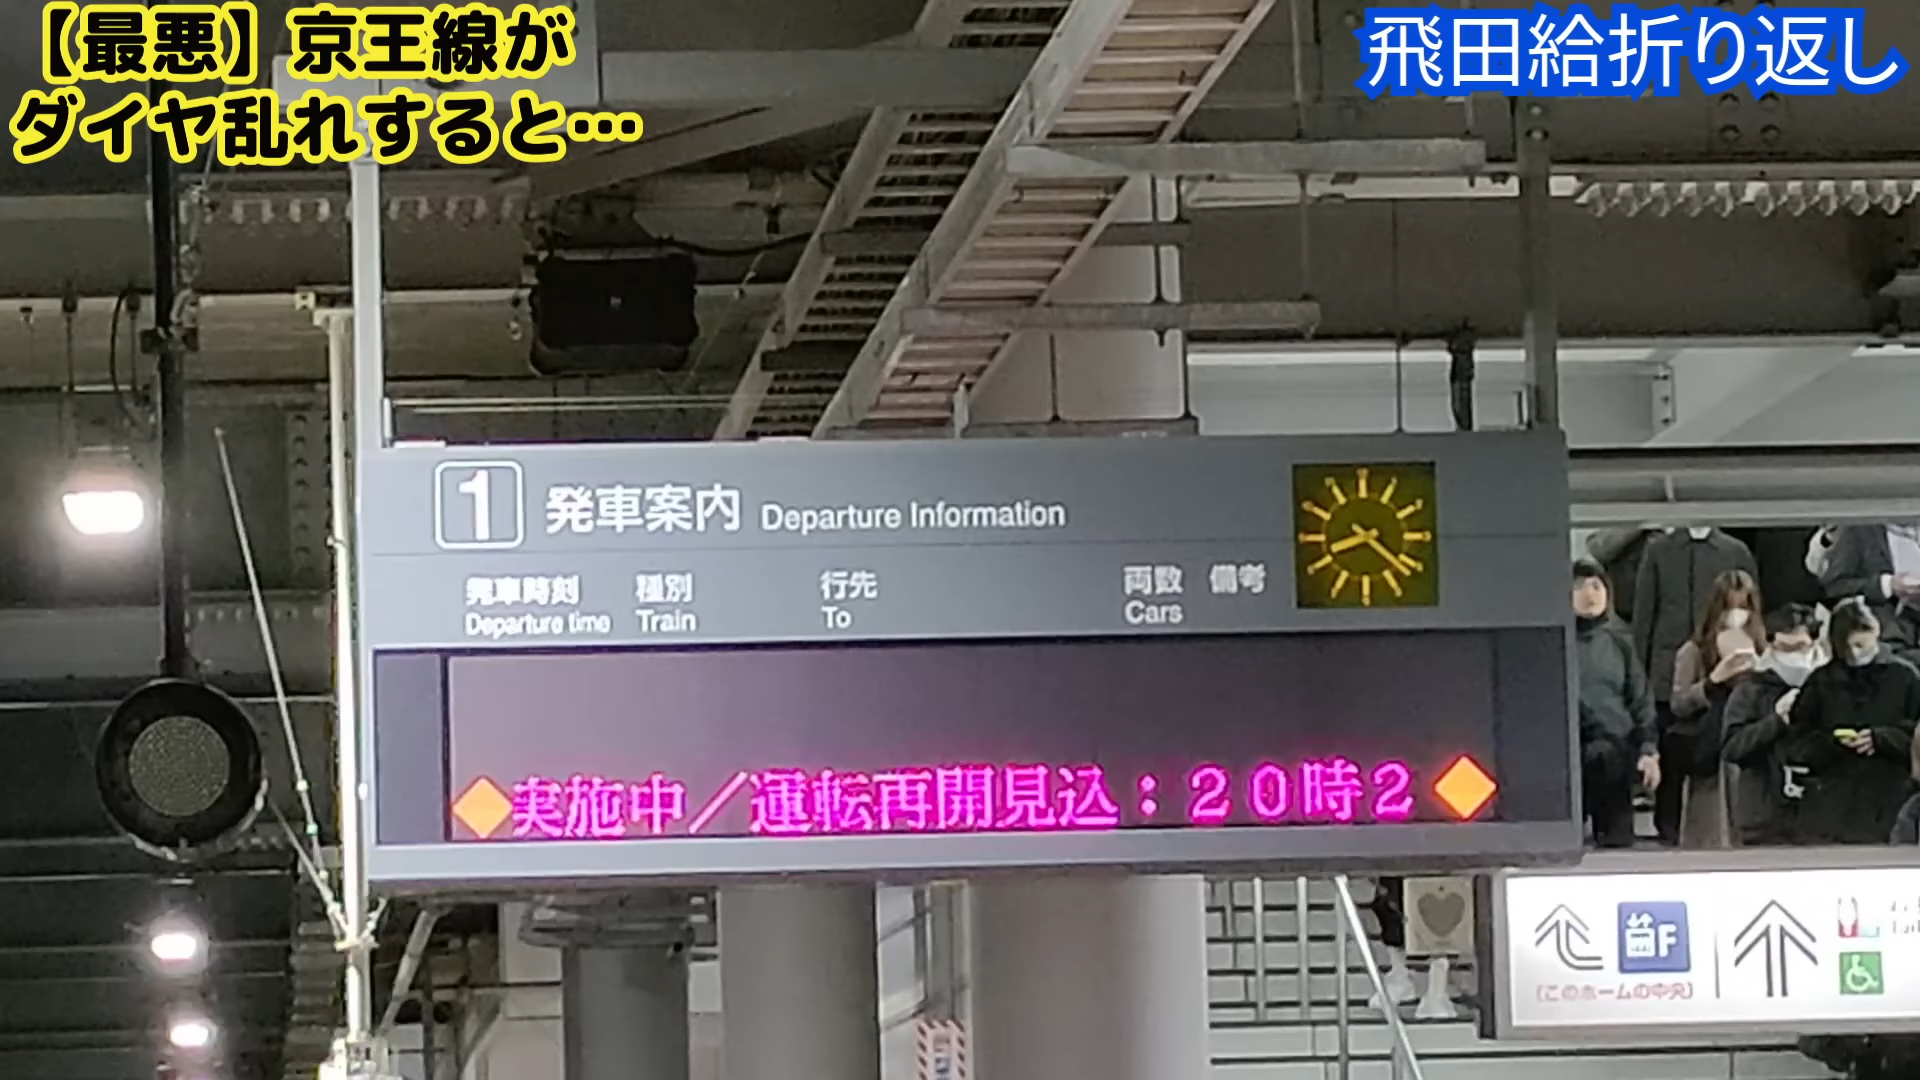 【最悪】京王線が
ダイヤ乱れすると…
飛田給折り返し
1 発車案内 Departure Information
発車時刻 種別 行先 両数 備考
Departure time Train To Cars
◆実施中／運転再開見込：２０時２◆
F
(このホームの中央)